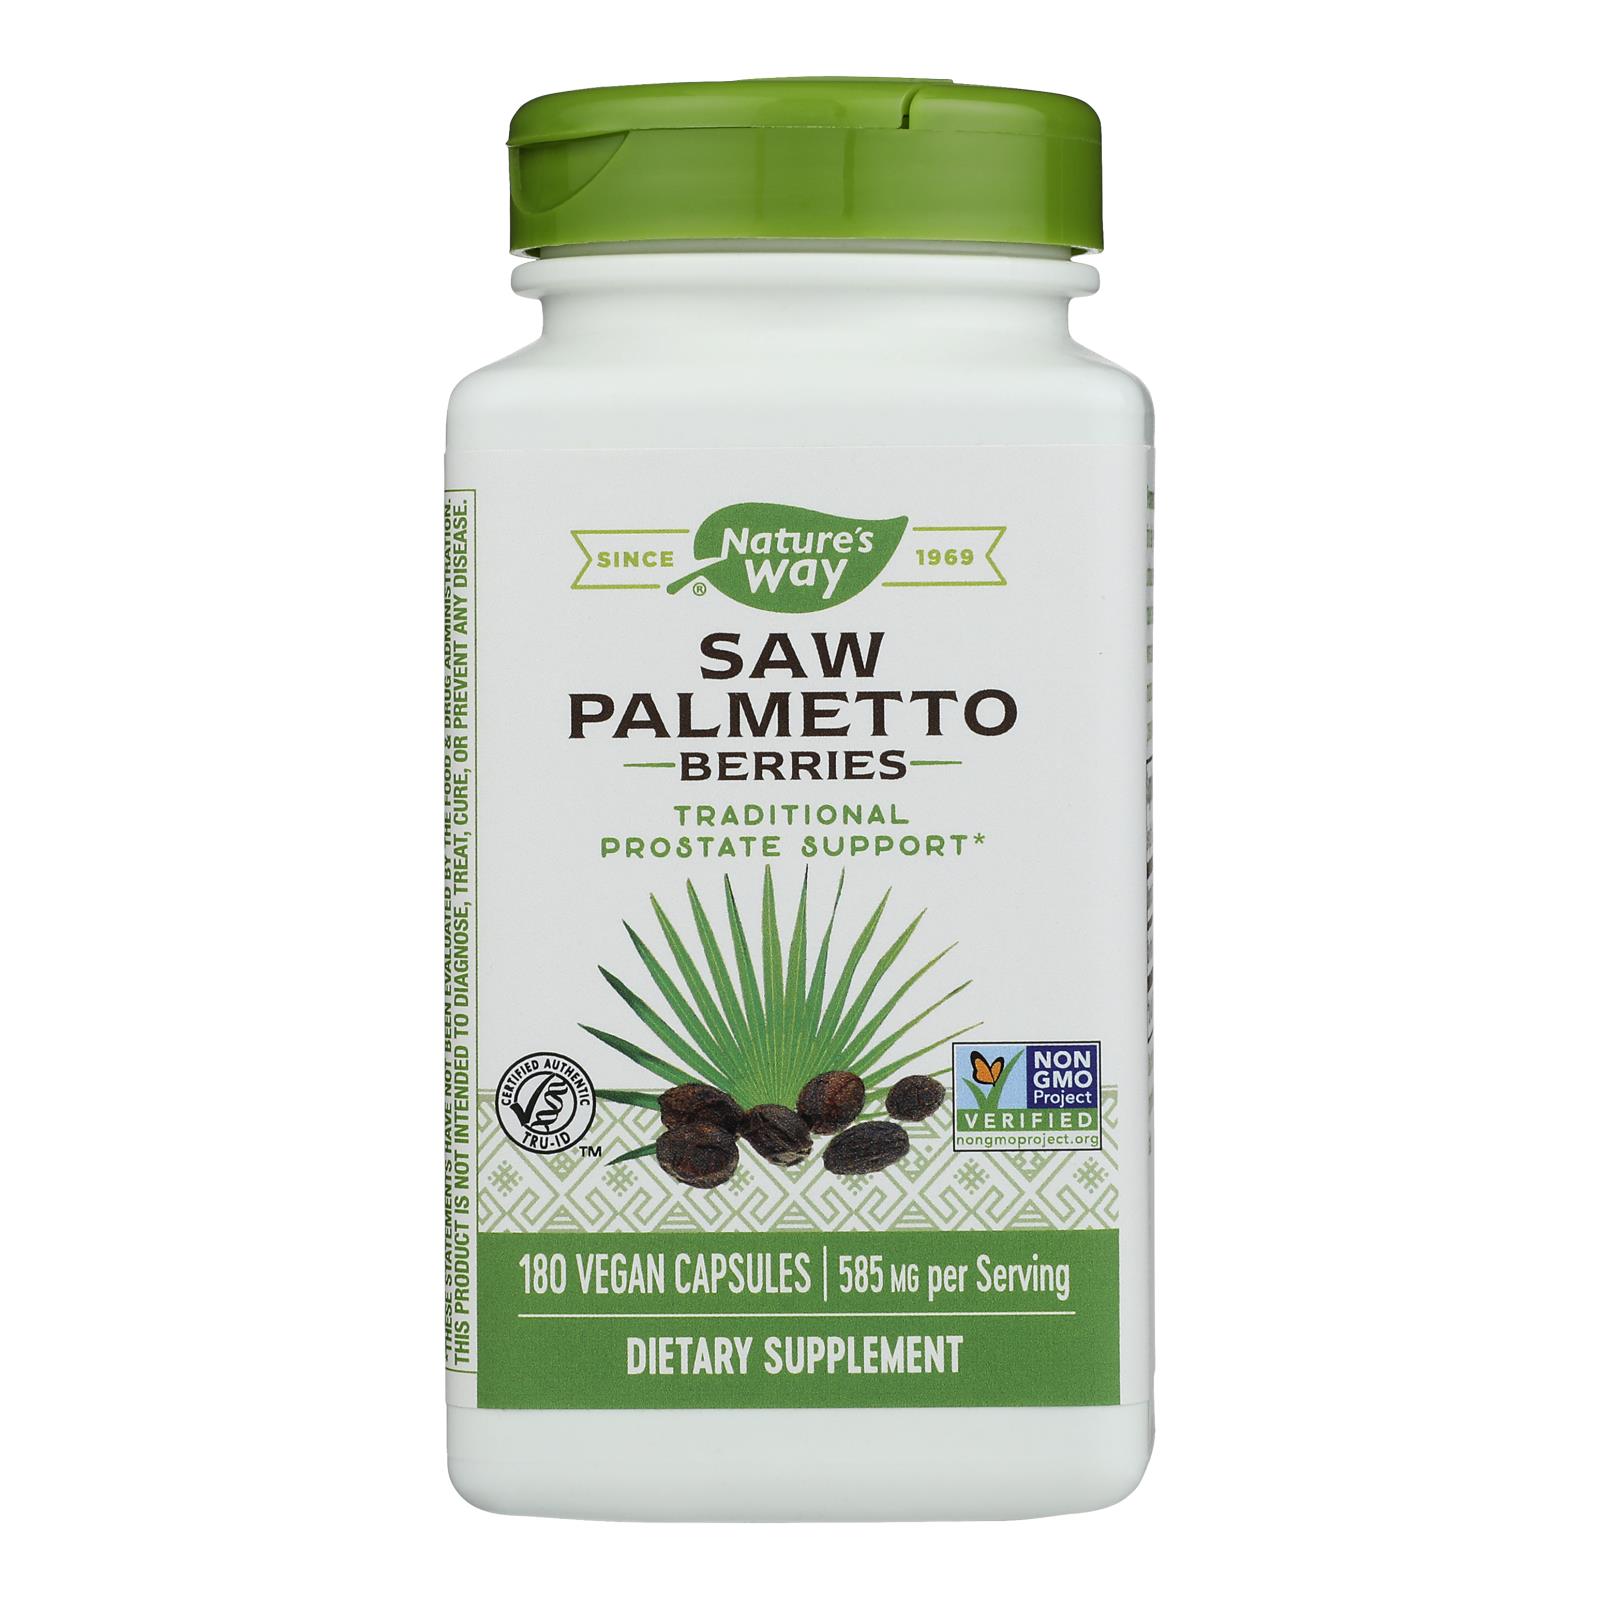 SINCE Nature's 1969
Way
®
SAW
PALMETTO
BERRIES
TRADITIONAL
PROSTATE SUPPORT*
CERTIFIED AUTHENTIC
TRU-ID
TM
NON
GMO
Project
VERIFIED
nongmoproject.org
180 VEGAN CAPSULES | 585 MG per Serving
DIETARY SUPPLEMENT
*THESE STATEMENTS HAVE NOT BEEN EVALUATED BY THE FOOD & DRUG ADMINISTRATION.
THIS PRODUCT IS NOT INTENDED TO DIAGNOSE, TREAT, CURE, OR PREVENT ANY DISEASE.